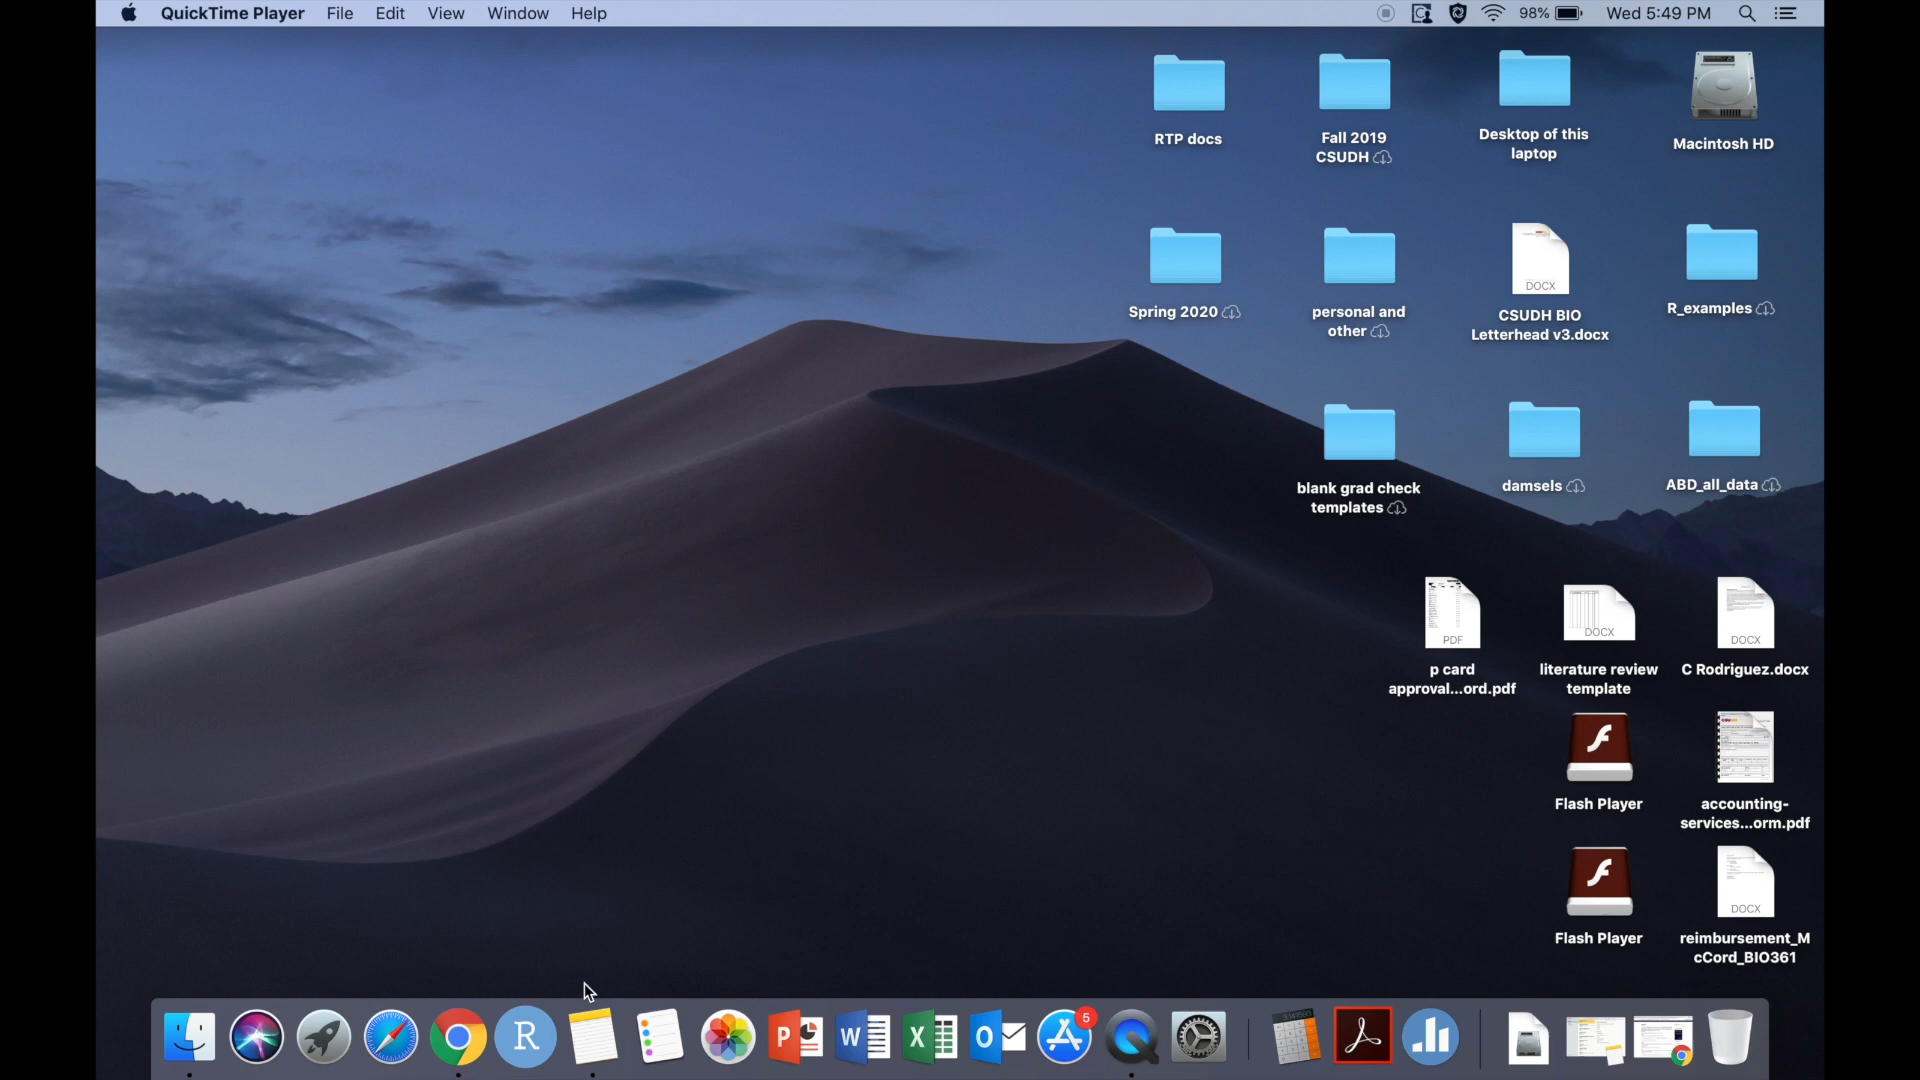 QuickTime Player File Edit View Window Help 98% Wed 5:49 PM
RTP docs
Fall 2019
CSUDH
Desktop of this
laptop
Macintosh HD
Spring 2020
personal and
other
DOCX
CSUDH BIO
Letterhead v3.docx
R_examples
blank grad check
templates
damsels
ABD_all_data
PDF
p card
approval...ord.pdf
DOCX
literature review
template
DOCX
C Rodriguez.docx
Flash Player
accounting-
services...orm.pdf
Flash Player
DOCX
reimbursement_M
cCord_BIO361
R
P
W
X
O
5